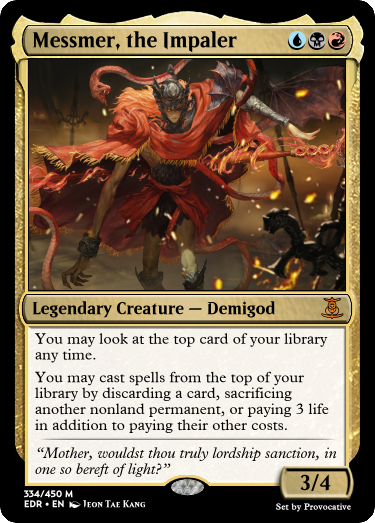 Messmer, the Impaler
Legendary Creature — Demigod
You may look at the top card of your library
any time.
You may cast spells from the top of your
library by discarding a card, sacrificing
another nonland permanent, or paying 3 life
in addition to paying their other costs.
“Mother, wouldst thou truly lordship sanction, in
one so bereft of light?”
3/4
334/450 M
EDR • EN Jeon Tae Kang
Set by Provocative